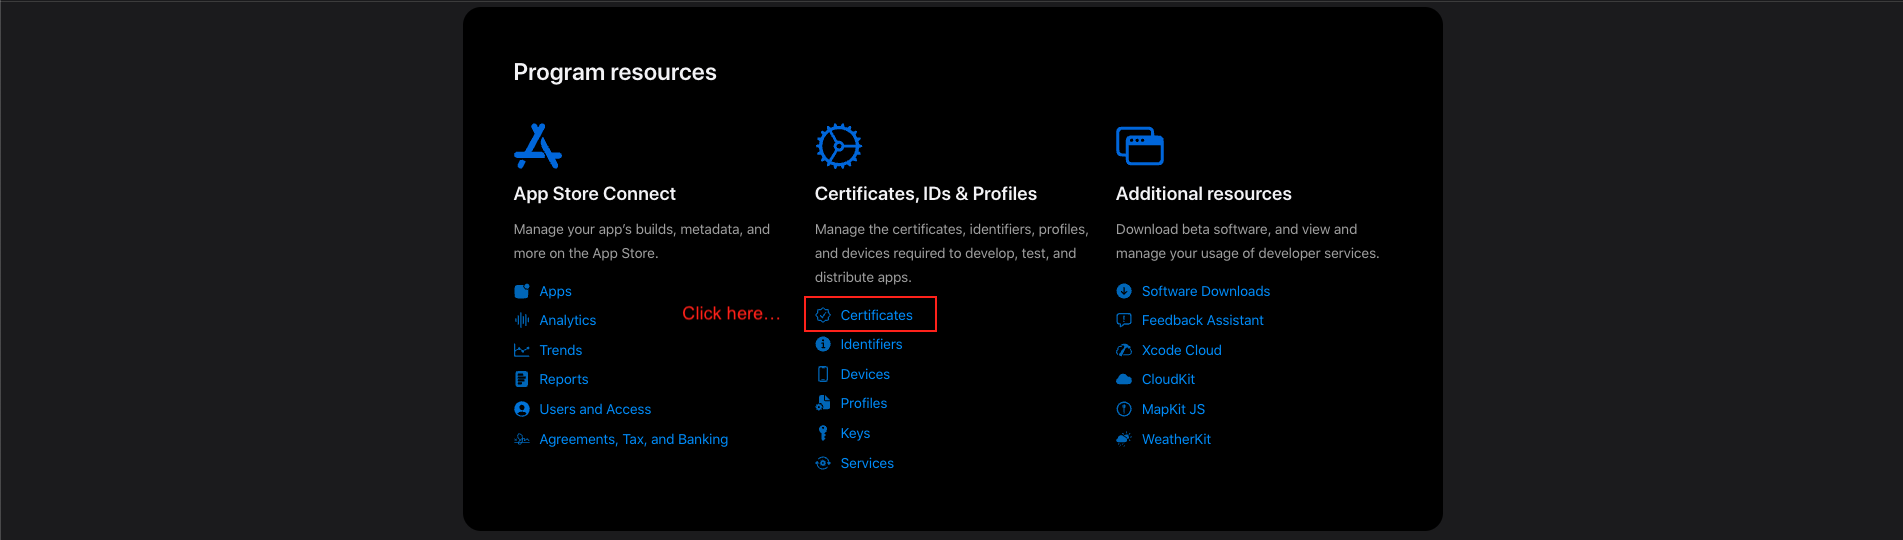 Program resources
App Store Connect
Manage your app's builds, metadata, and
more on the App Store.
Apps
Analytics
Trends
Reports
Users and Access
Agreements, Tax, and Banking
Click here...
Certificates, IDs & Profiles
Manage the certificates, identifiers, profiles,
and devices required to develop, test, and
distribute apps.
Certificates
Identifiers
Devices
Profiles
Keys
Services
Additional resources
Download beta software, and view and
manage your usage of developer services.
Software Downloads
Feedback Assistant
Xcode Cloud
CloudKit
MapKit JS
WeatherKit